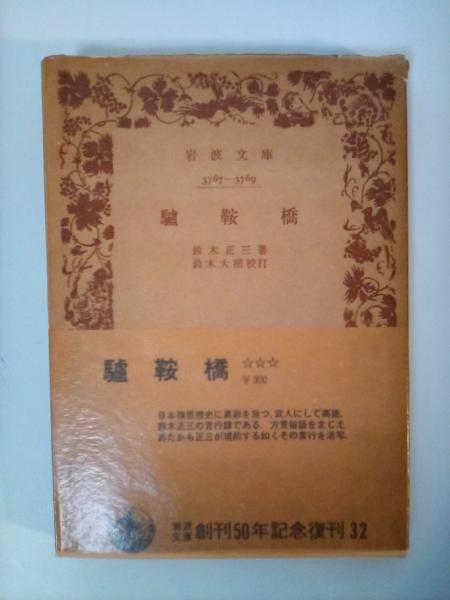 岩波文庫
3767—3769
驢鞍橋
鈴木正三著
鈴木大拙校訂
驢鞍橋 ☆☆☆
￥300
日本禅思想史に異彩を放つ、武人にして高徳、
鈴木正三の言行録である。方言俗語をまじえ
あたかも正三が現前する如くその言行を活写。
岩波文庫 創刊50年記念復刊 32